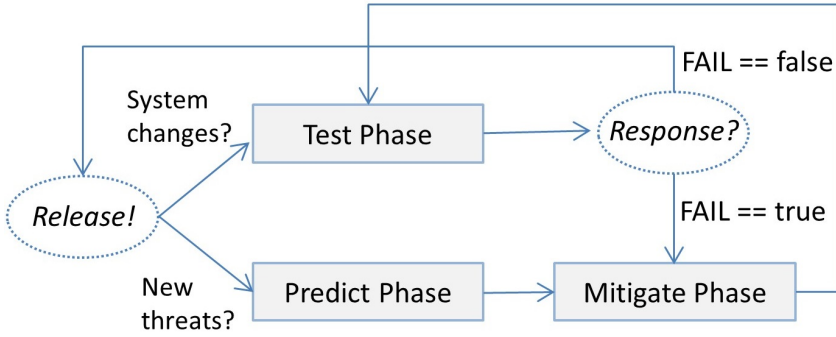 FAIL == false
System
changes?
Test Phase
Response?
Release!
FAIL == true
New
threats?
Predict Phase
Mitigate Phase